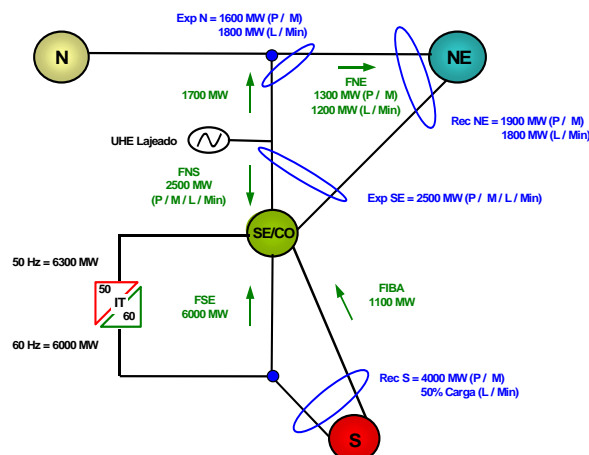 Exp N = 1600 MW (P / M)
1800 MW (L / Min)
N
NE
1700 MW
FNE
1300 MW (P / M)
1200 MW (L / Min)
Rec NE = 1900 MW (P / M)
1800 MW (L / Min)
UHE Lajeado
FNS
2500 MW
(P / M / L / Min)
Exp SE = 2500 MW (P / M / L / Min)
SE/CO
50 Hz = 6300 MW
50
IT
60
60 Hz = 6000 MW
FSE
6000 MW
FIBA
1100 MW
Rec S = 4000 MW (P / M)
50% Carga (L / Min)
S